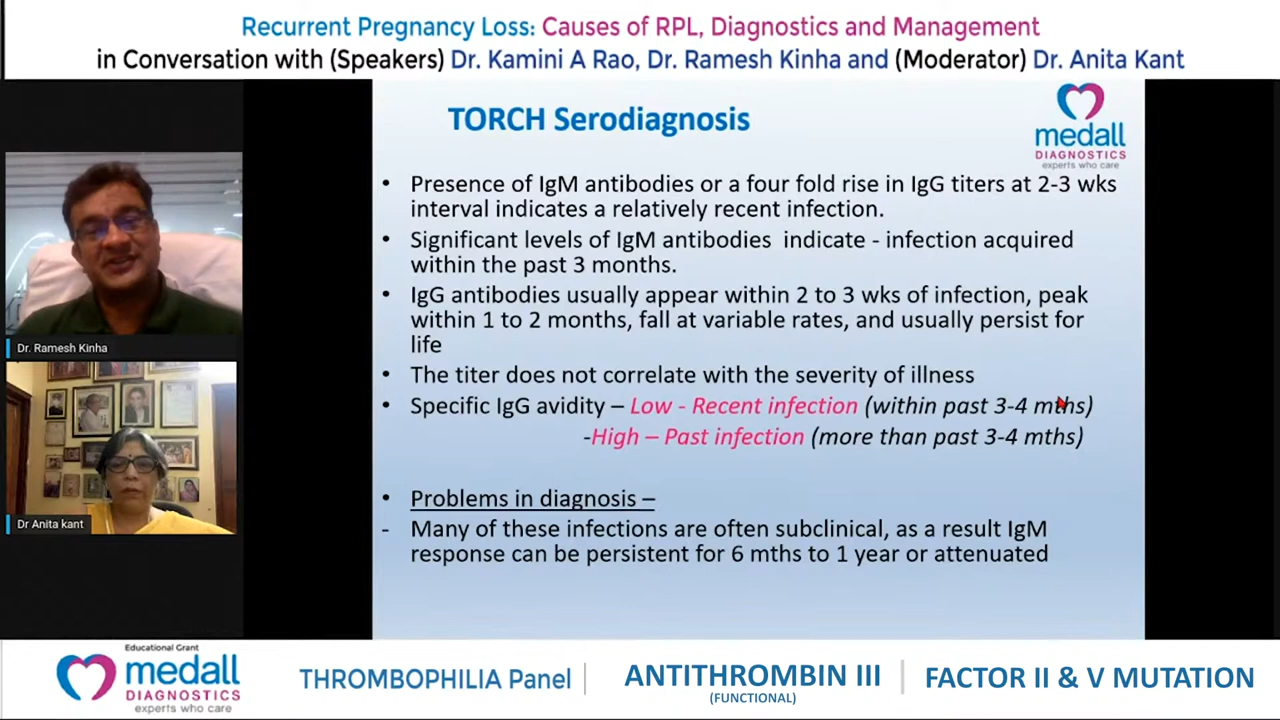 Recurrent Pregnancy Loss: Causes of RPL, Diagnostics and Management
in Conversation with (Speakers) Dr. Kamini A Rao, Dr. Ramesh Kinha and (Moderator) Dr. Anita Kant
TORCH Serodiagnosis
medall
DIAGNOSTICS
experts who care
• Presence of IgM antibodies or a four fold rise in IgG titers at 2-3 wks
interval indicates a relatively recent infection.
• Significant levels of IgM antibodies indicate - infection acquired
within the past 3 months.
• IgG antibodies usually appear within 2 to 3 wks of infection, peak
within 1 to 2 months, fall at variable rates, and usually persist for
life
• The titer does not correlate with the severity of illness
• Specific IgG avidity – Low - Recent infection (within past 3-4 mths)
-High – Past infection (more than past 3-4 mths)
• Problems in diagnosis –
- Many of these infections are often subclinical, as a result IgM
response can be persistent for 6 mths to 1 year or attenuated
Dr. Ramesh Kinha
Dr Anita kant
Educational Grant
medall
DIAGNOSTICS
experts who care
THROMBOPHILIA Panel
ANTITHROMBIN III
(FUNCTIONAL)
FACTOR II & V MUTATION